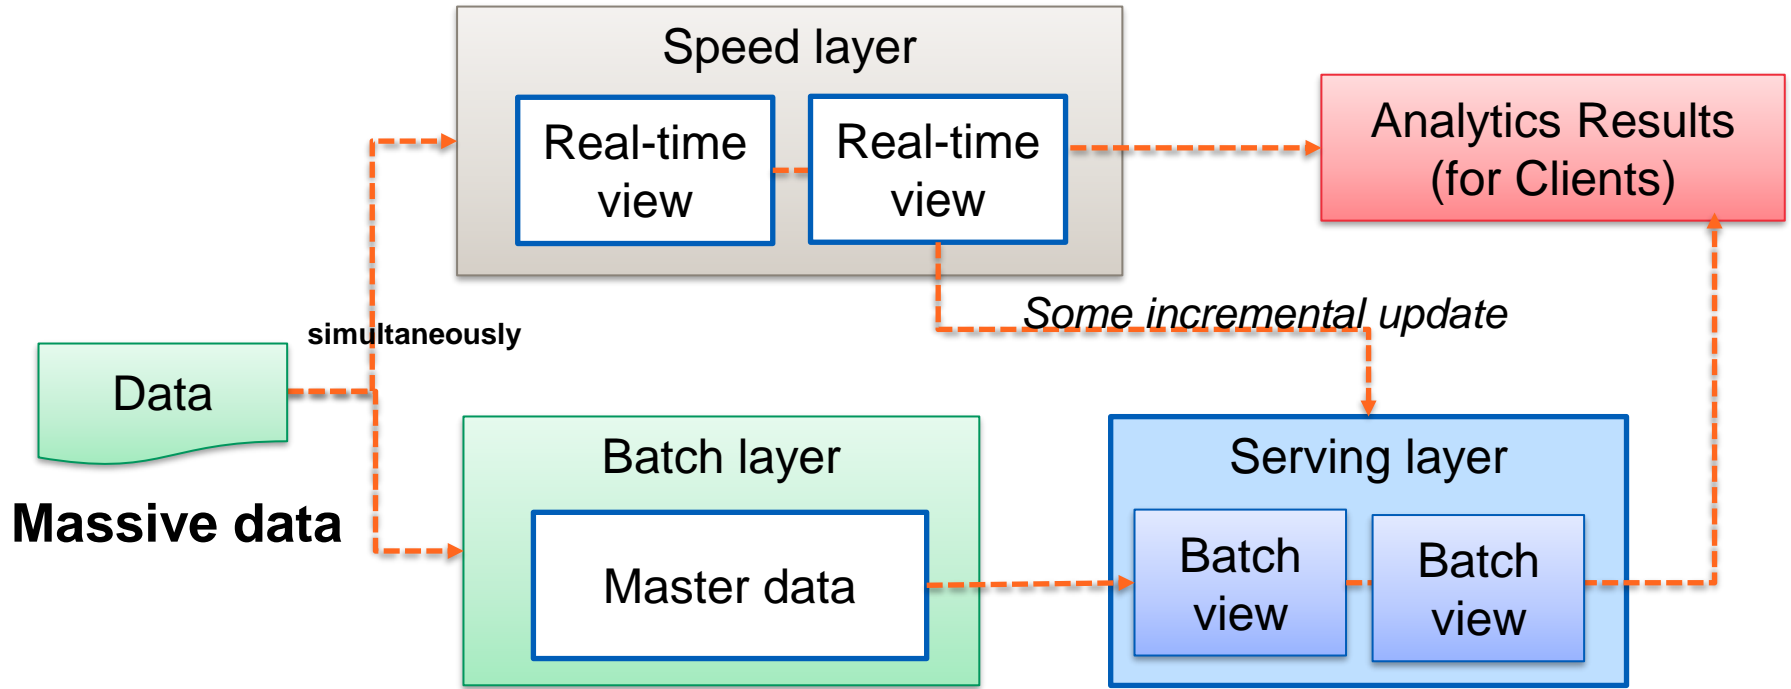 Speed layer
Real-time
view
Real-time
view
Analytics Results
(for Clients)
Some incremental update
simultaneously
Data
Massive data
Batch layer
Master data
Serving layer
Batch
view
Batch
view